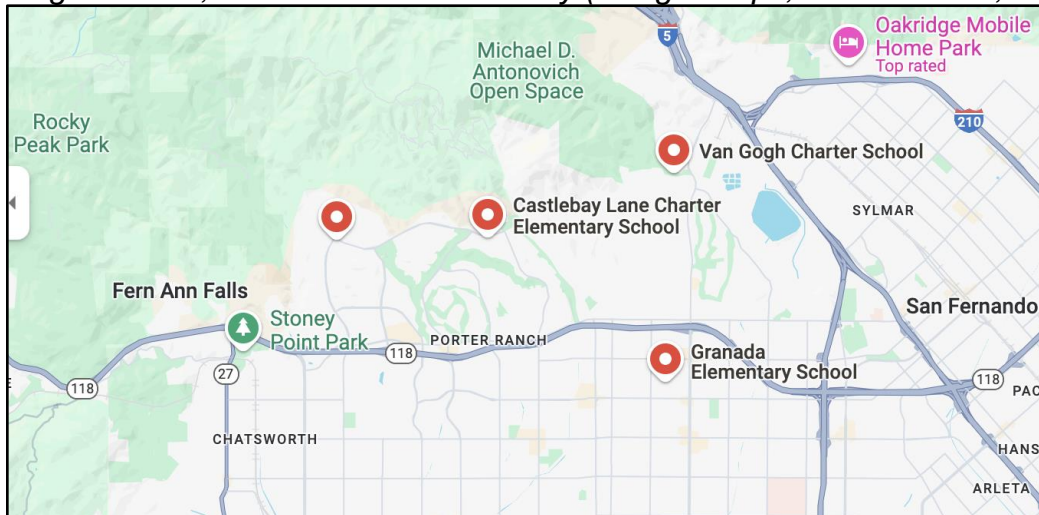 Michael D.
Antonovich
Open Space
5
Oakridge Mobile
Home Park
Top rated
210
Rocky
Peak Park
Van Gogh Charter School
SYLMAR
Castlebay Lane Charter
Elementary School
Fern Ann Falls
San Fernando
Stoney
Point Park
PORTER RANCH
118
Granada
Elementary School
27
118
118
CHATSWORTH
ARLETA